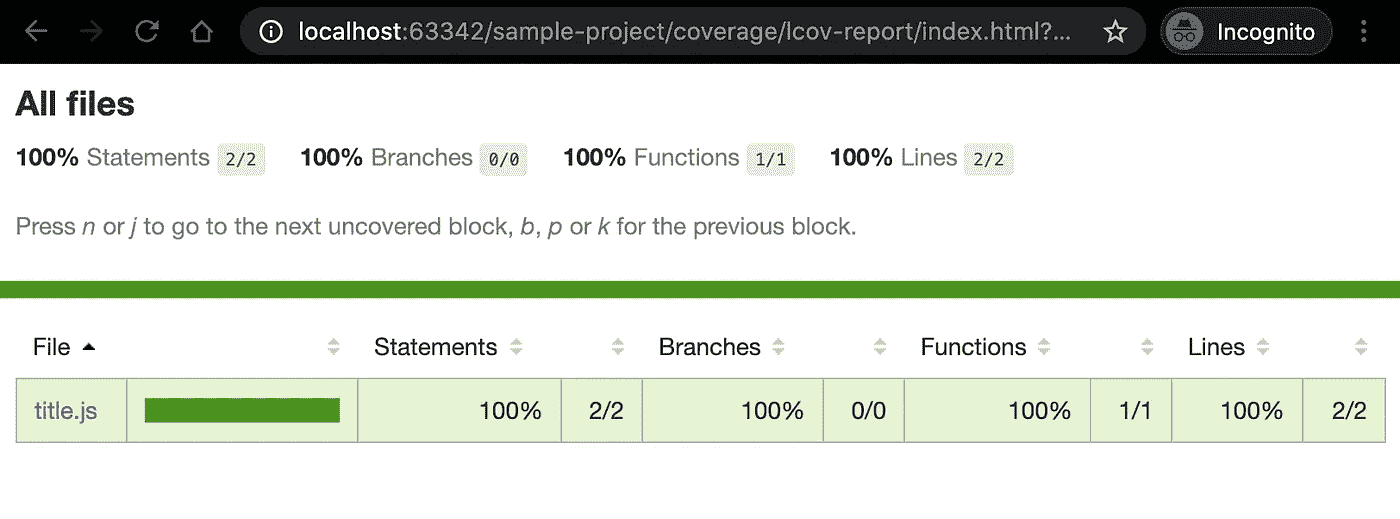 localhost:63342/sample-project/coverage/lcov-report/index.html?... Incognito
All files
100% Statements 2/2 100% Branches 0/0 100% Functions 1/1 100% Lines 2/2
Press n or j to go to the next uncovered block, b, p or k for the previous block.
File Statements Branches Functions Lines
title.js 100% 2/2 100% 0/0 100% 1/1 100% 2/2